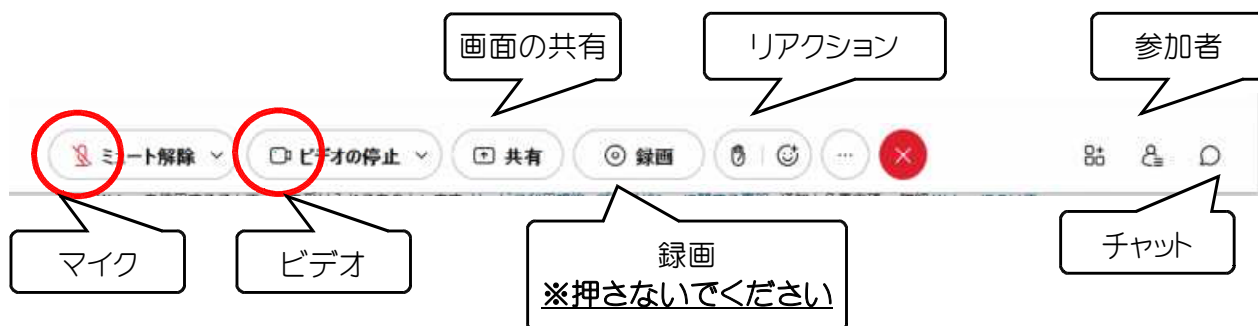 画面の共有
リアクション
参加者
ミュート解除
ビデオの停止
共有
録画
マイク
ビデオ
録画
※押さないでください
チャット